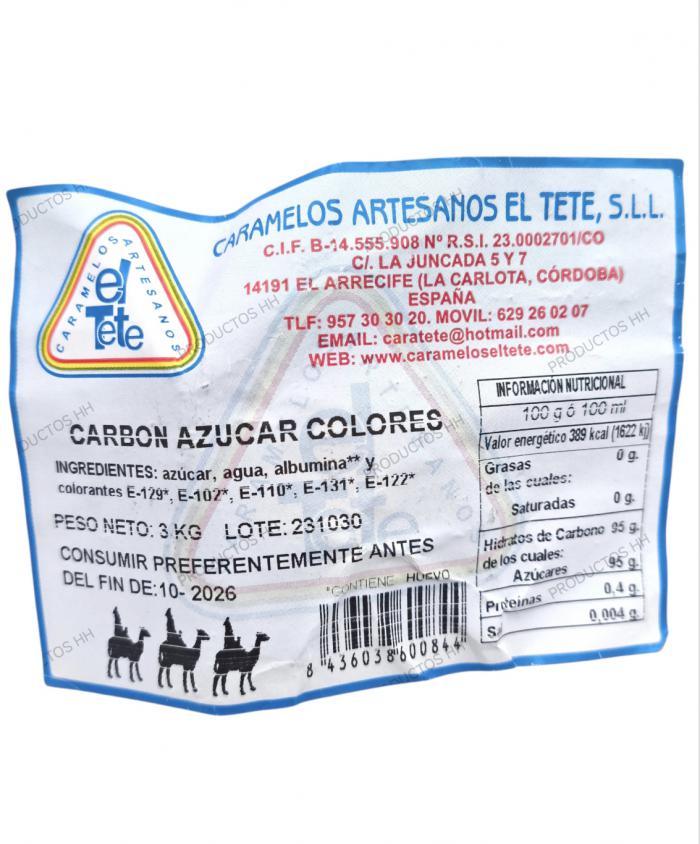 CARAMELOS ARTESANOS
el
Tete
CARAMELOS ARTESANOS EL TETE, S.L.L.
C.I.F. B-14.555.908 Nº R.S.I. 23.0002701/CO
C/. LA JUNCADA 5 Y 7
14191 EL ARRECIFE (LA CARLOTA, CÓRDOBA)
ESPAÑA
TLF: 957 30 30 20. MOVIL: 629 26 02 07
EMAIL: caratete@hotmail.com
WEB: www.carameloseltete.com
CARBON AZUCAR COLORES
INGREDIENTES: azúcar, agua, albumina** y
colorantes E-129*, E-102*, E-110*, E-131*, E-122*
PESO NETO: 3 KG LOTE: 231030
CONSUMIR PREFERENTEMENTE ANTES
DEL FIN DE:10- 2026
*CONTIENE HUEVO
8 436038 600844
INFORMACIÓN NUTRICIONAL
100 g ó 100 ml
Valor energético 389 kcal (1622 kj)
Grasas 0 g.
de las cuales:
Saturadas 0 g.
Hidratos de Carbono 95 g.
de los cuales:
Azúcares 95 g.
Proteinas 0,4 g.
0,004 g.
PRODUCTOS HH